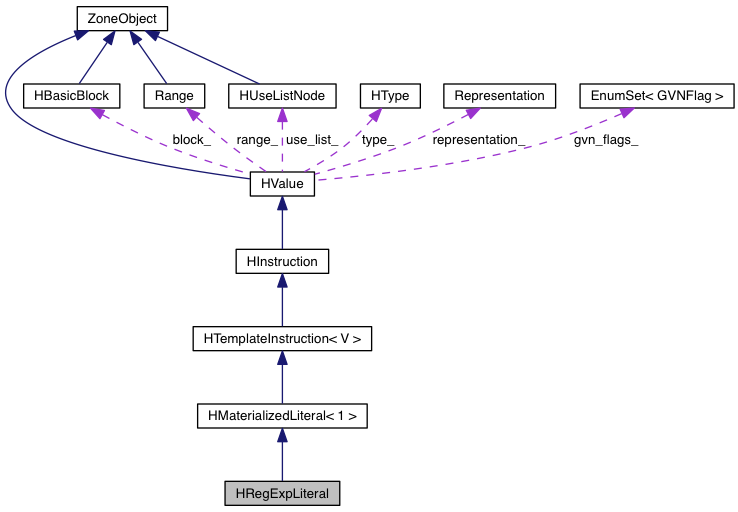 ZoneObject
HBasicBlock
Range
HUseListNode
HType
Representation
EnumSet< GVNFlag >
block_
range_
use_list_
type_
representation_
gvn_flags_
HValue
HInstruction
HTemplateInstruction< V >
HMaterializedLiteral< 1 >
HRegExpLiteral